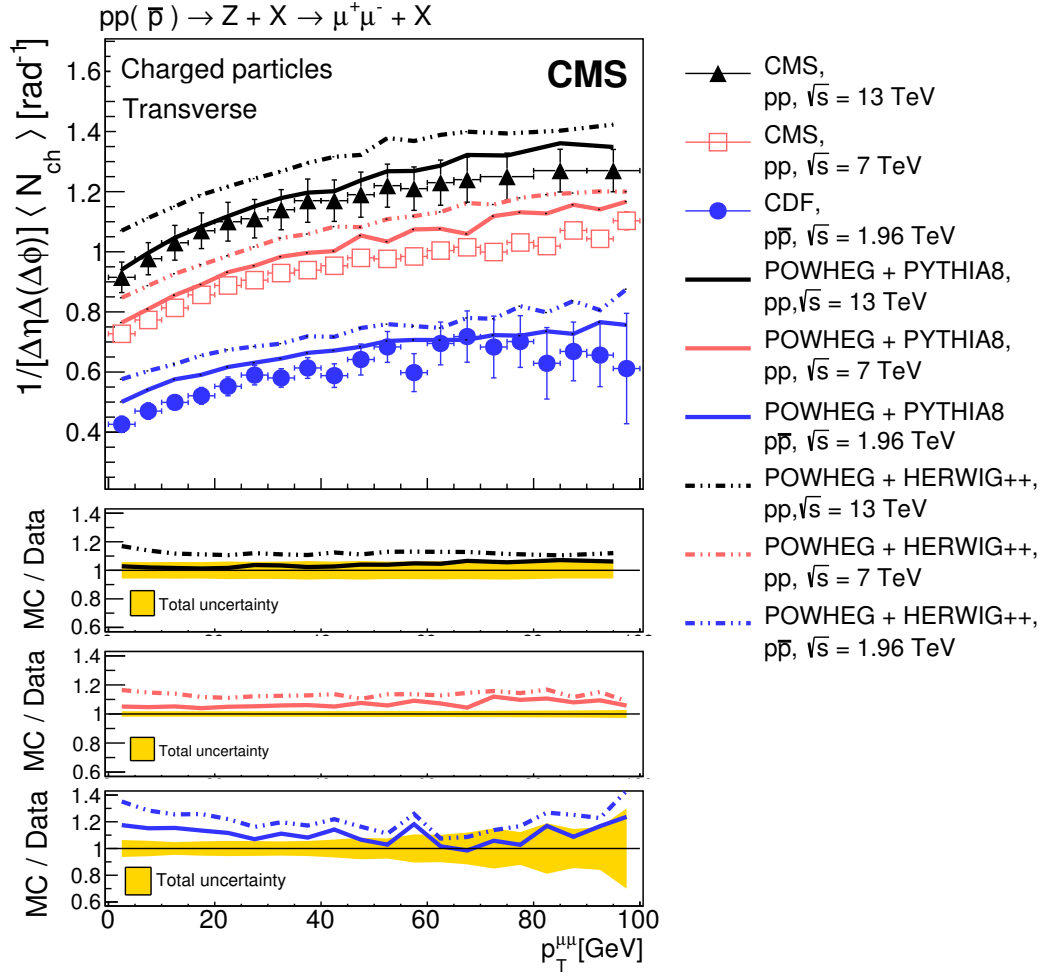 pp( p̅ ) → Z + X → μ⁺μ⁻ + X
1/[ΔηΔ(Δϕ)] ⟨ N_ch ⟩ [rad⁻¹]
Charged particles
CMS
Transverse
1.6
1.4
1.2
1
0.8
0.6
0.4
CMS,
pp, √s = 13 TeV
CMS,
pp, √s = 7 TeV
CDF,
pp̅, √s = 1.96 TeV
POWHEG + PYTHIA8,
pp,√s = 13 TeV
POWHEG + PYTHIA8,
pp, √s = 7 TeV
POWHEG + PYTHIA8
pp̅, √s = 1.96 TeV
POWHEG + HERWIG++,
pp,√s = 13 TeV
POWHEG + HERWIG++,
pp, √s = 7 TeV
POWHEG + HERWIG++,
pp̅, √s = 1.96 TeV
MC / Data
1.4
1.2
1
0.8
0.6
Total uncertainty
MC / Data
1.4
1.2
1
0.8
0.6
Total uncertainty
MC / Data
1.4
1.2
1
0.8
0.6
Total uncertainty
0 20 40 60 80 100
p_T^μμ[GeV]